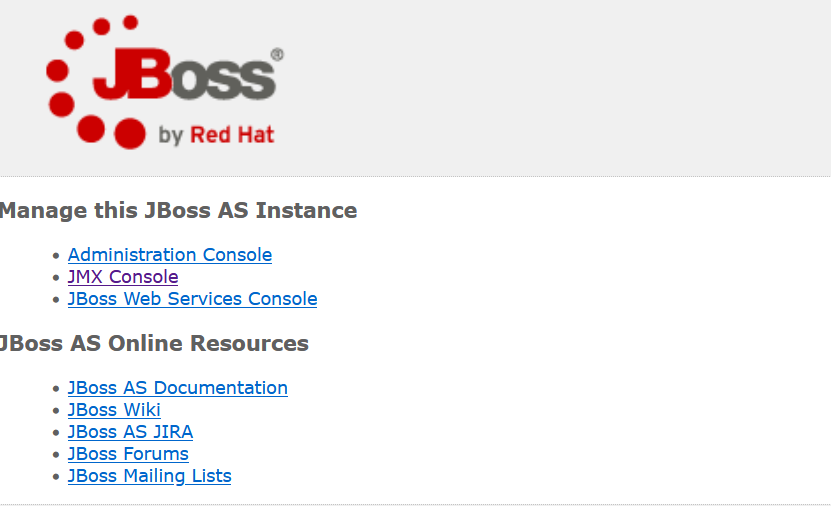 JBoss®
by Red Hat
Manage this JBoss AS Instance
Administration Console
JMX Console
JBoss Web Services Console
JBoss AS Online Resources
JBoss AS Documentation
JBoss Wiki
JBoss AS JIRA
JBoss Forums
JBoss Mailing Lists